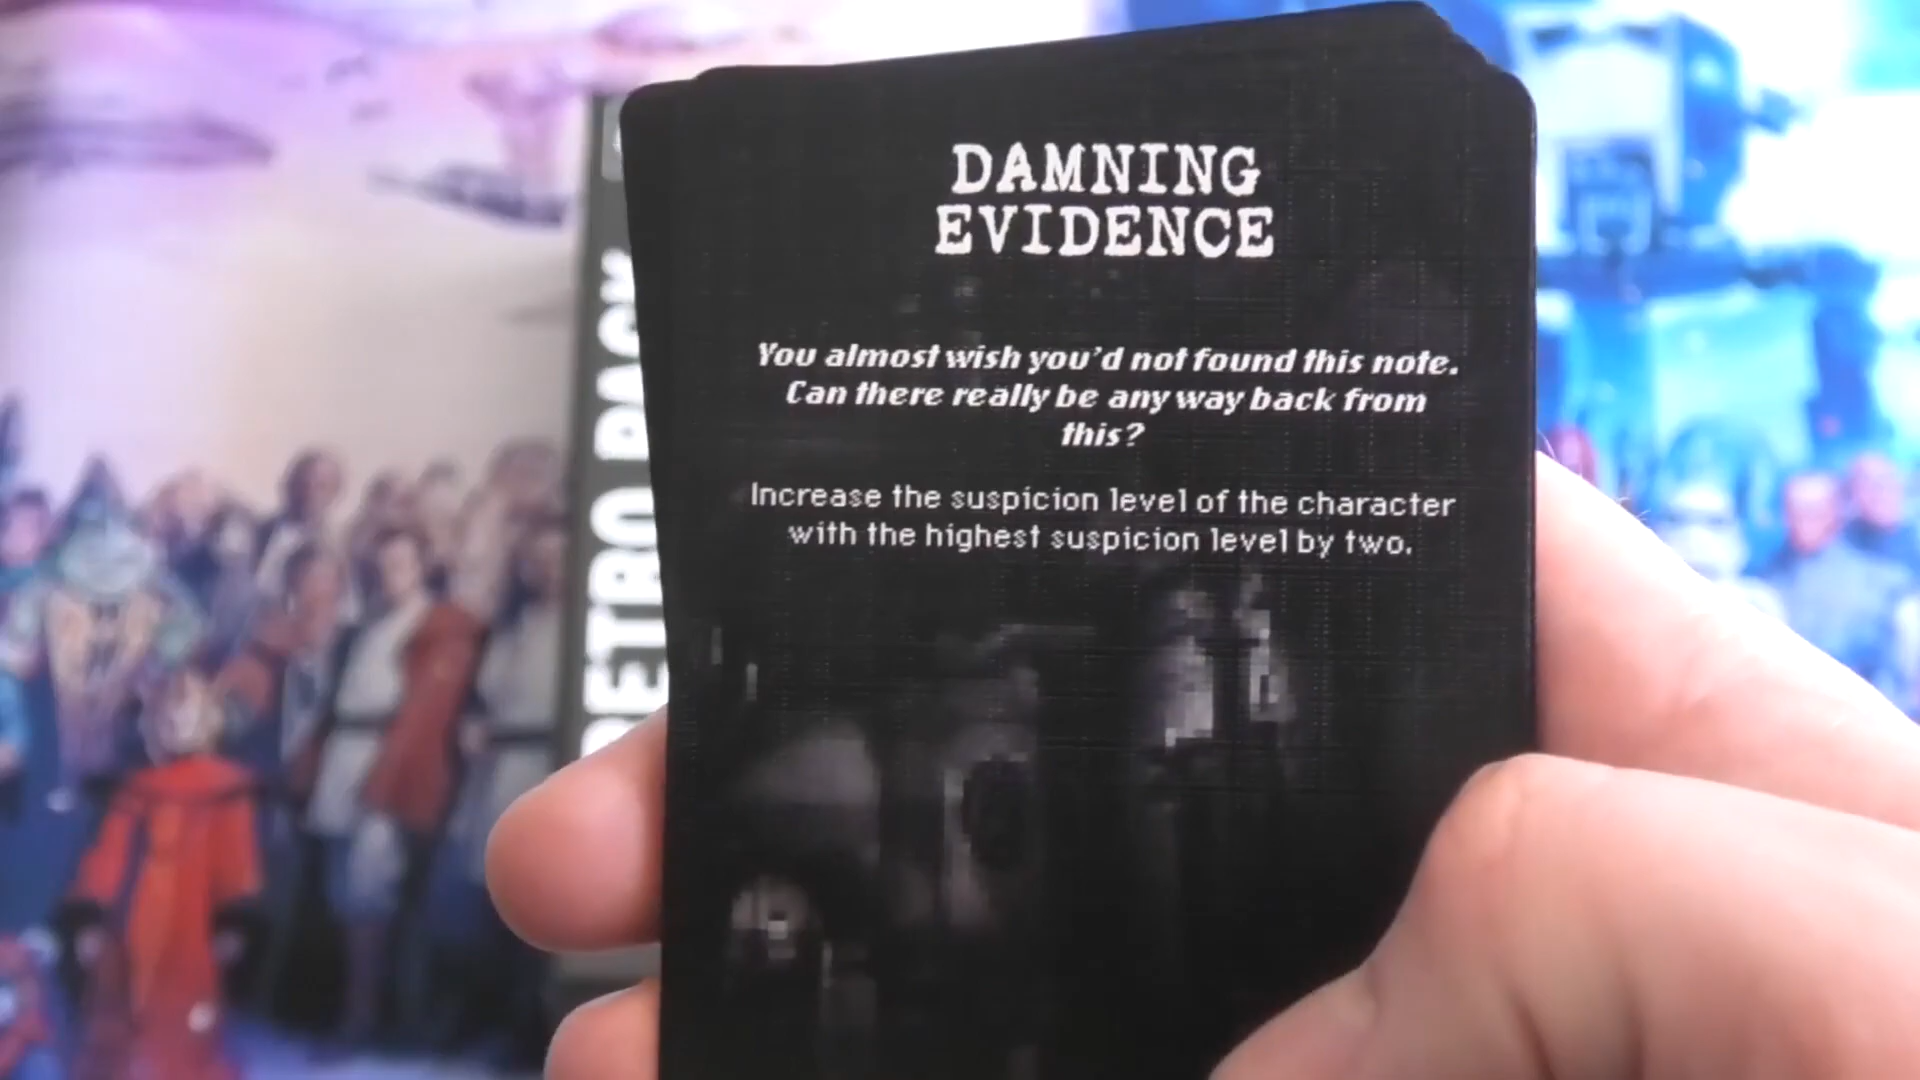 DAMNING
EVIDENCE
You almost wish you'd not found this note.
Can there really be any way back from
this?
Increase the suspicion level of the character
with the highest suspicion level by two.
RETRO PACK